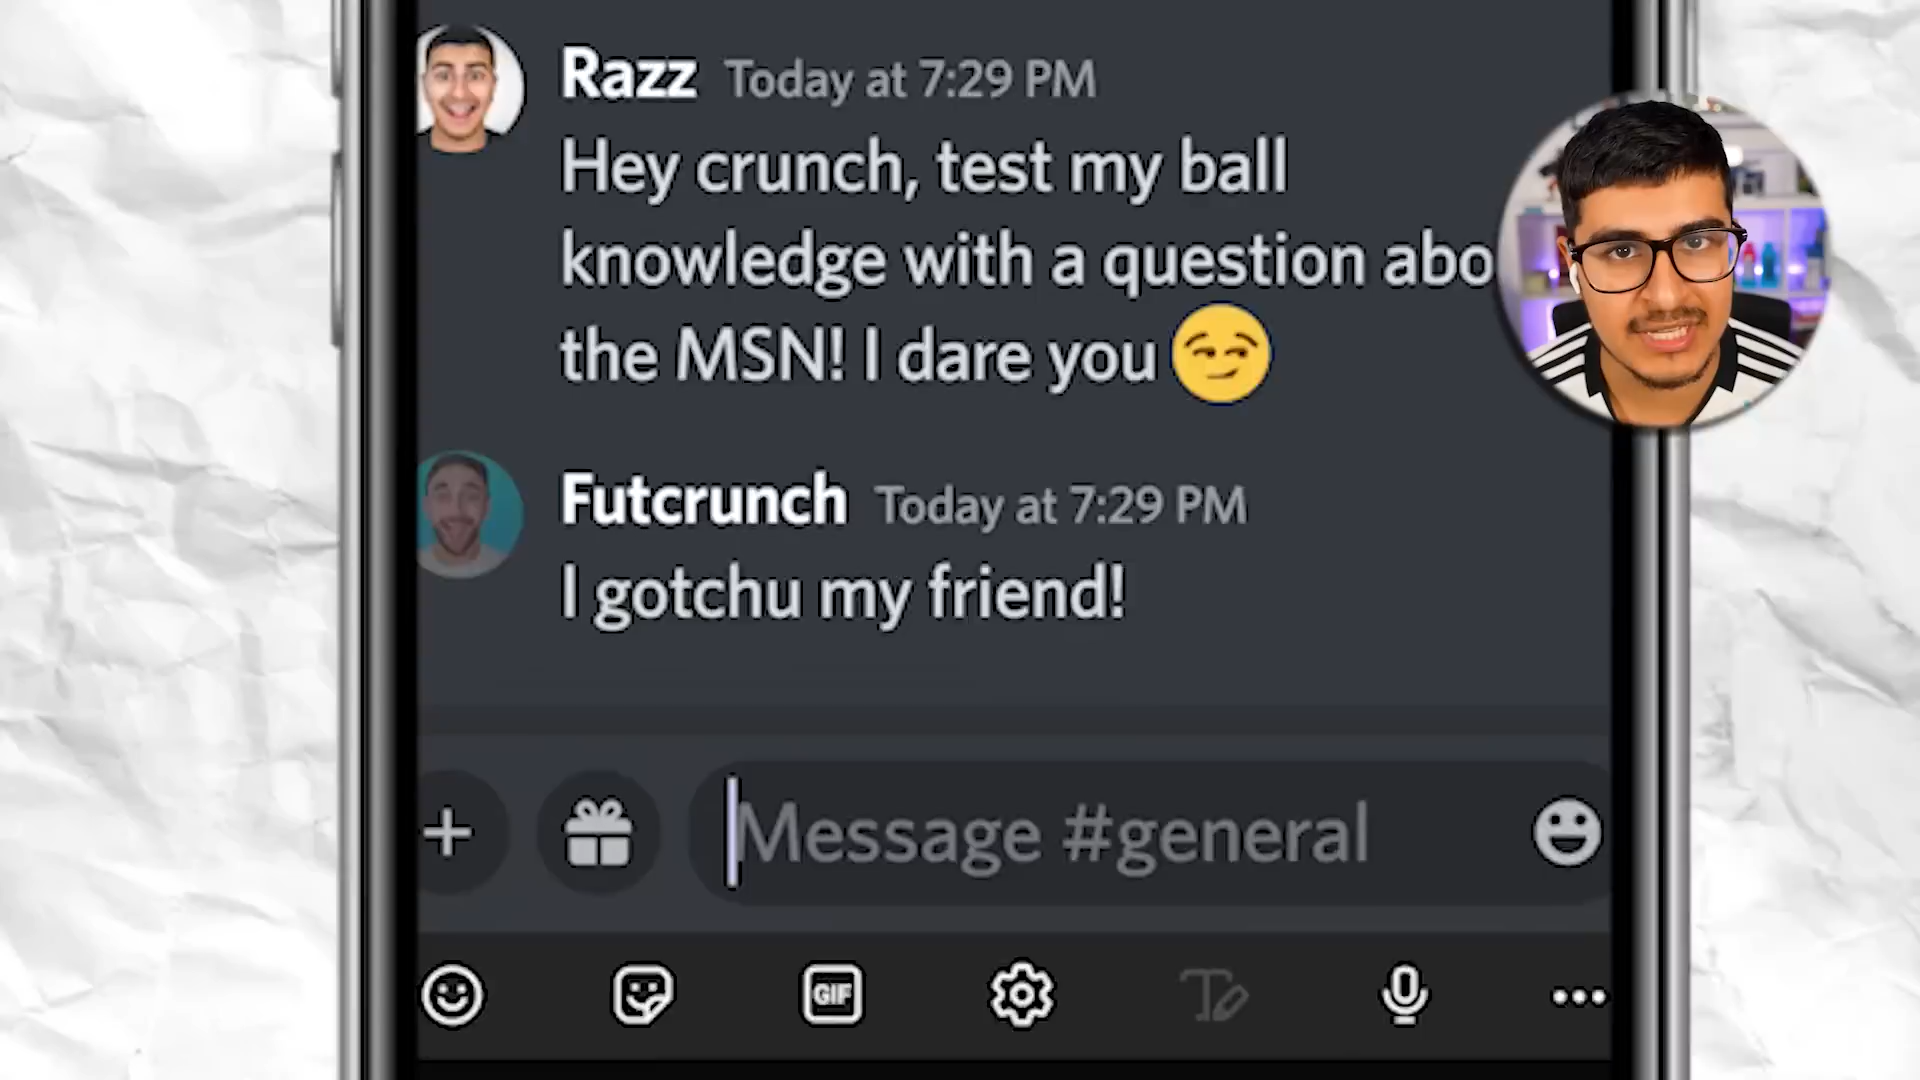 Razz Today at 7:29 PM
Hey crunch, test my ball
knowledge with a question abo
the MSN! I dare you 😏
Futcrunch Today at 7:29 PM
I gotchu my friend!
Message #general
GIF